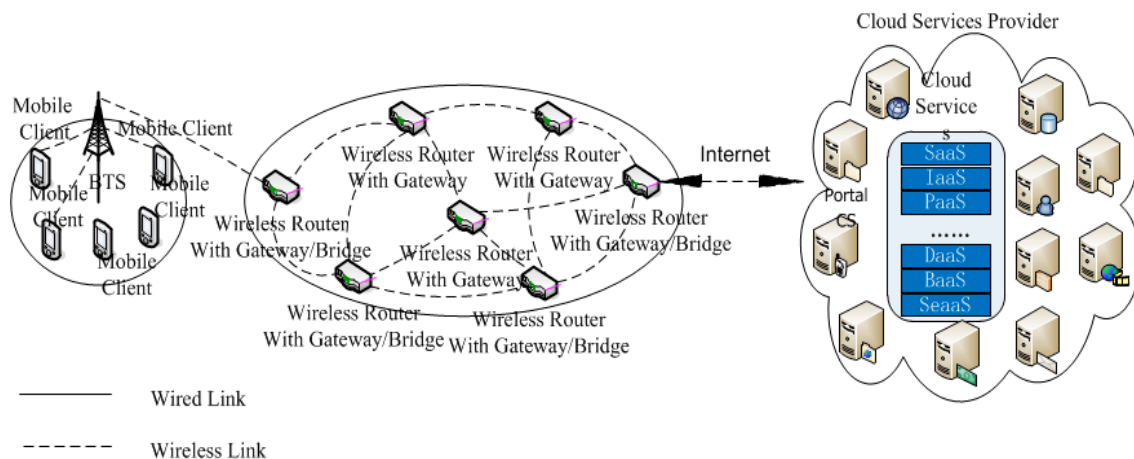 Cloud Services Provider
Mobile
Client
Mobile Client
BTS
Mobile
Client
Mobile
Client
Mobile
Client
Wireless Router
With Gateway
Wireless Router
With Gateway
Wireless Router
With Gateway/Bridge
Wireless Router
With Gateway
Wireless Router
With Gateway/Bridge
Wireless Router
With Gateway/Bridge
Wireless Router
With Gateway/Bridge
Internet
Cloud
Service
s
Portal
SaaS
IaaS
PaaS
......
DaaS
BaaS
SeaaS
Wired Link
Wireless Link